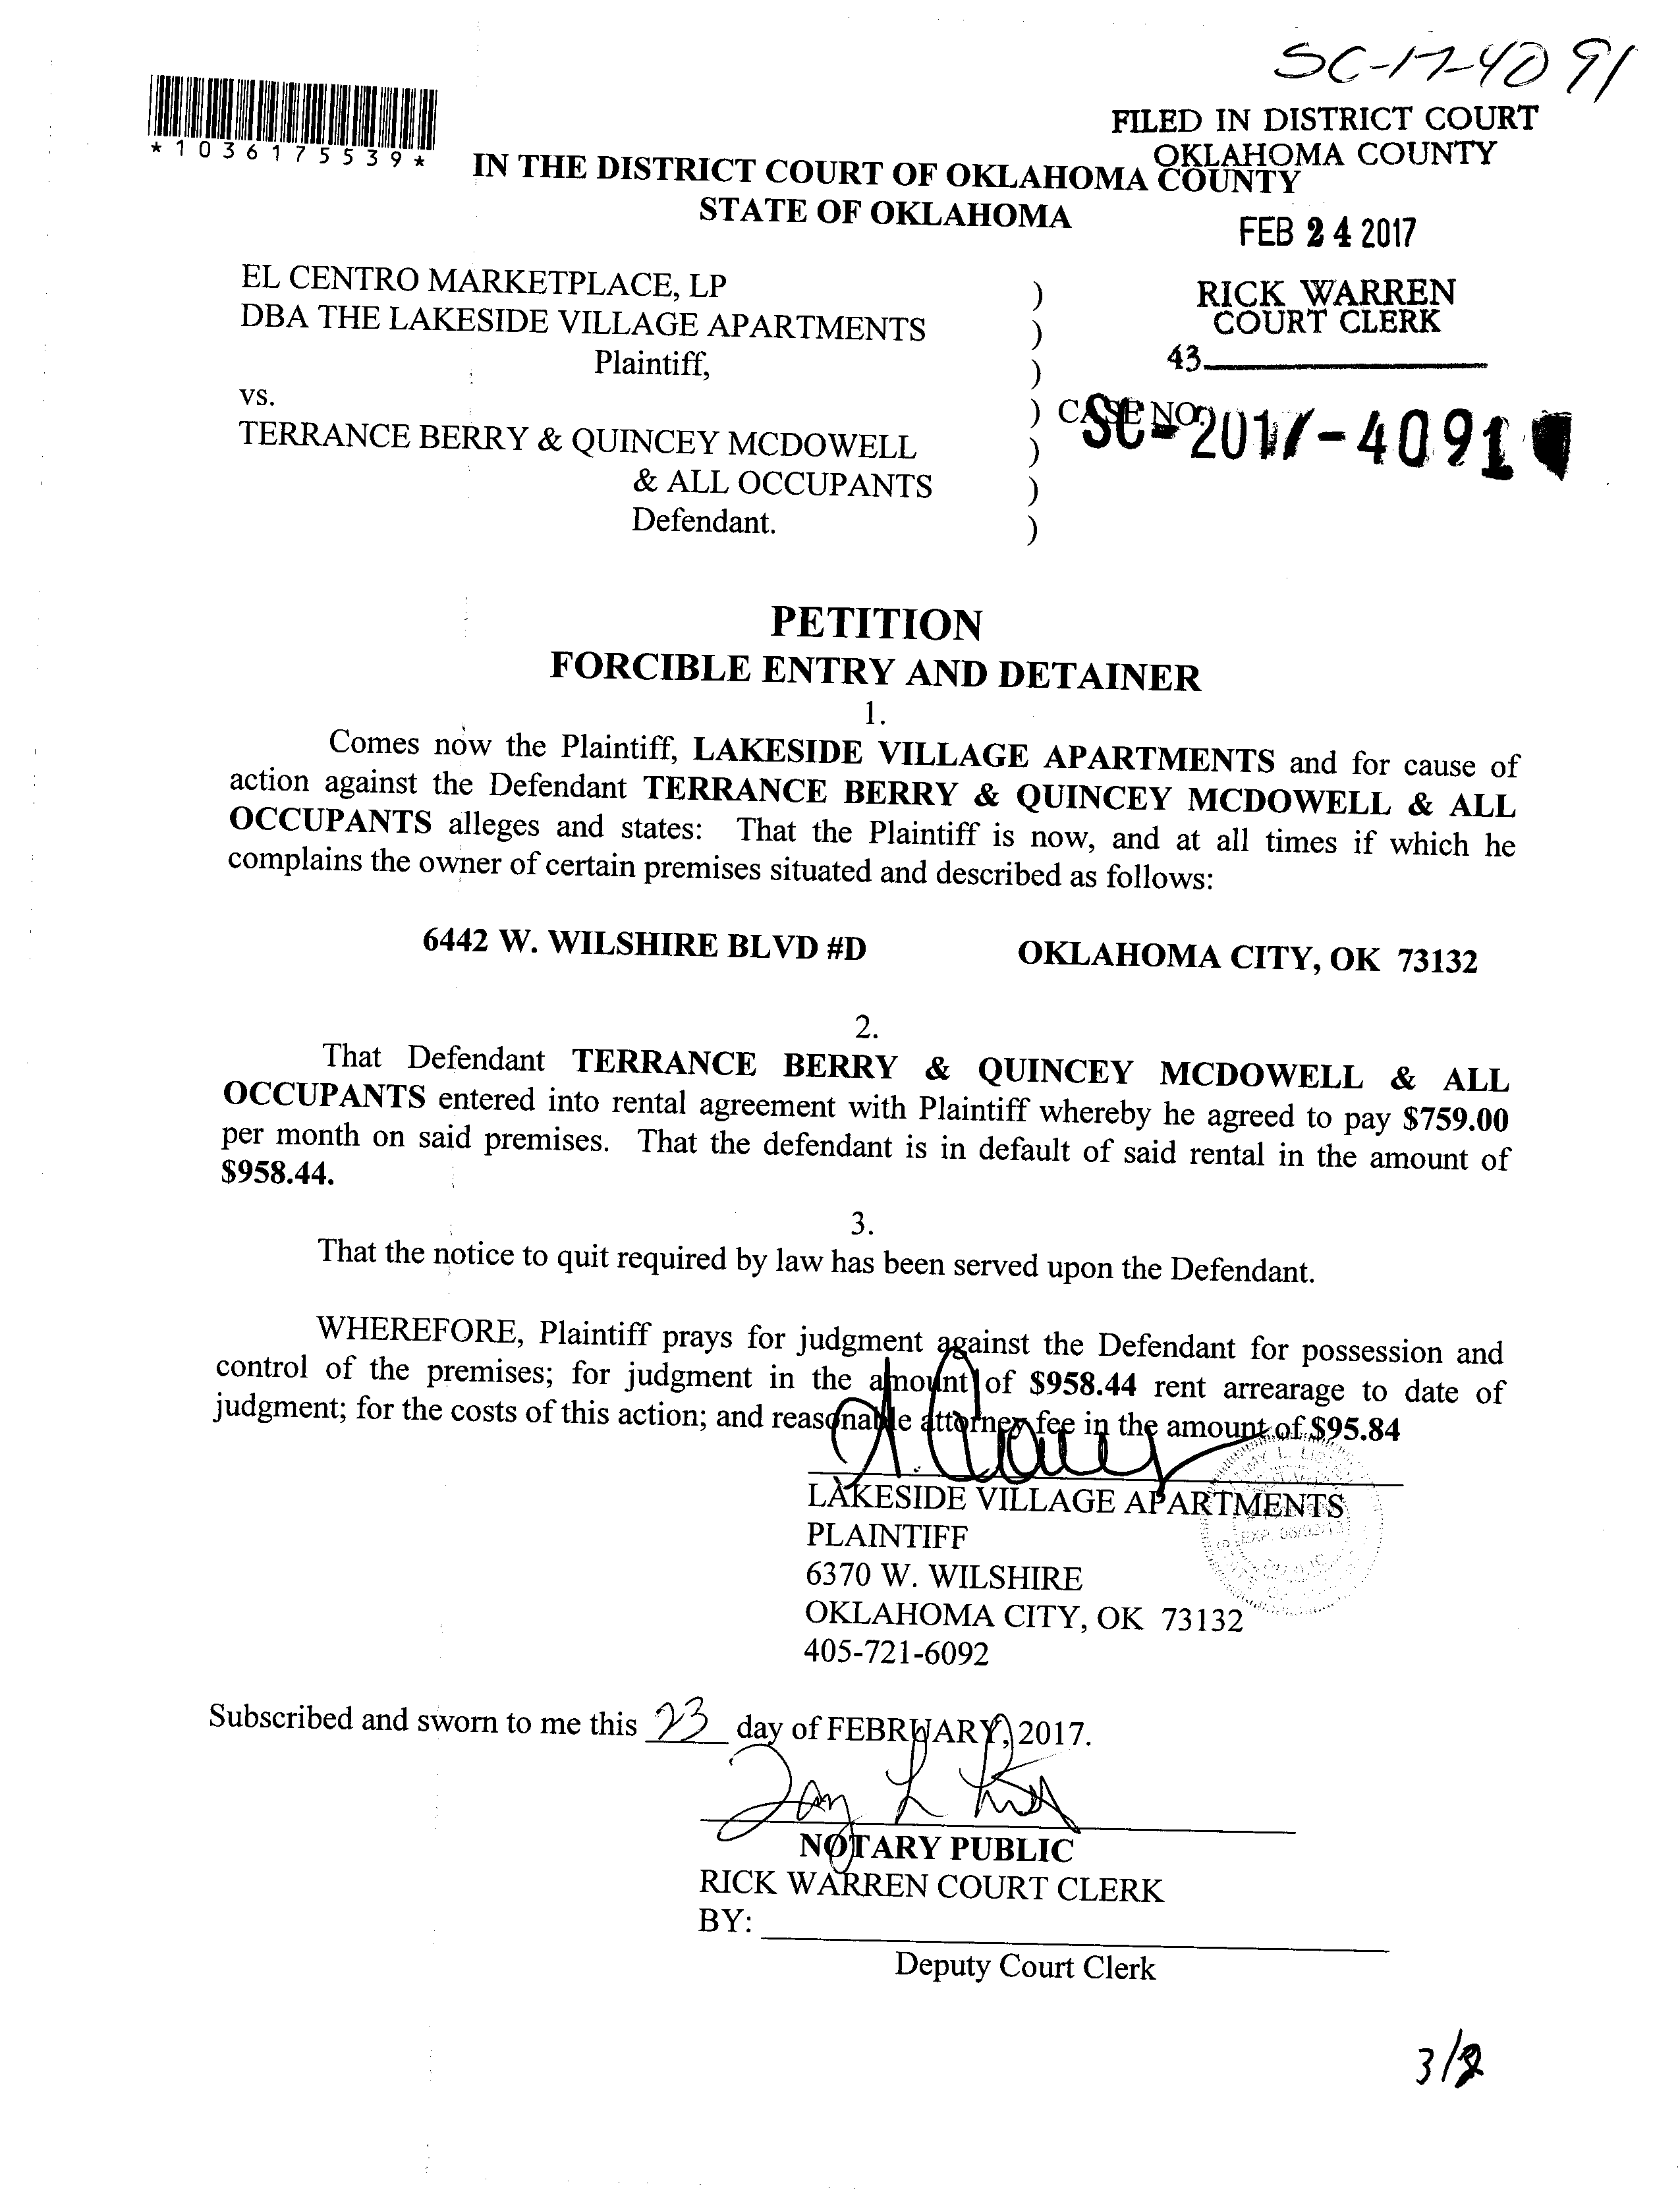 SC-17-4091
*1036175539*
FILED IN DISTRICT COURT
OKLAHOMA COUNTY
IN THE DISTRICT COURT OF OKLAHOMA COUNTY
STATE OF OKLAHOMA
FEB 24 2017
EL CENTRO MARKETPLACE, LP )
DBA THE LAKESIDE VILLAGE APARTMENTS )
Plaintiff, )
RICK WARREN
COURT CLERK
43
vs. ) CASE NO.
SC-2017-4091
TERRANCE BERRY & QUINCEY MCDOWELL )
& ALL OCCUPANTS )
Defendant. )
PETITION
FORCIBLE ENTRY AND DETAINER
1.
Comes now the Plaintiff, LAKESIDE VILLAGE APARTMENTS and for cause of
action against the Defendant TERRANCE BERRY & QUINCEY MCDOWELL & ALL
OCCUPANTS alleges and states: That the Plaintiff is now, and at all times if which he
complains the owner of certain premises situated and described as follows:
6442 W. WILSHIRE BLVD #D OKLAHOMA CITY, OK 73132
2.
That Defendant TERRANCE BERRY & QUINCEY MCDOWELL & ALL
OCCUPANTS entered into rental agreement with Plaintiff whereby he agreed to pay $759.00
per month on said premises. That the defendant is in default of said rental in the amount of
$958.44.
3.
That the notice to quit required by law has been served upon the Defendant.
WHEREFORE, Plaintiff prays for judgment against the Defendant for possession and
control of the premises; for judgment in the amount of $958.44 rent arrearage to date of
judgment; for the costs of this action; and reasonable attorney fee in the amount of $95.84
LAKESIDE VILLAGE APARTMENTS
PLAINTIFF
6370 W. WILSHIRE
OKLAHOMA CITY, OK 73132
405-721-6092
Subscribed and sworn to me this 23 day of FEBRUARY, 2017.
NOTARY PUBLIC
RICK WARREN COURT CLERK
BY:
Deputy Court Clerk